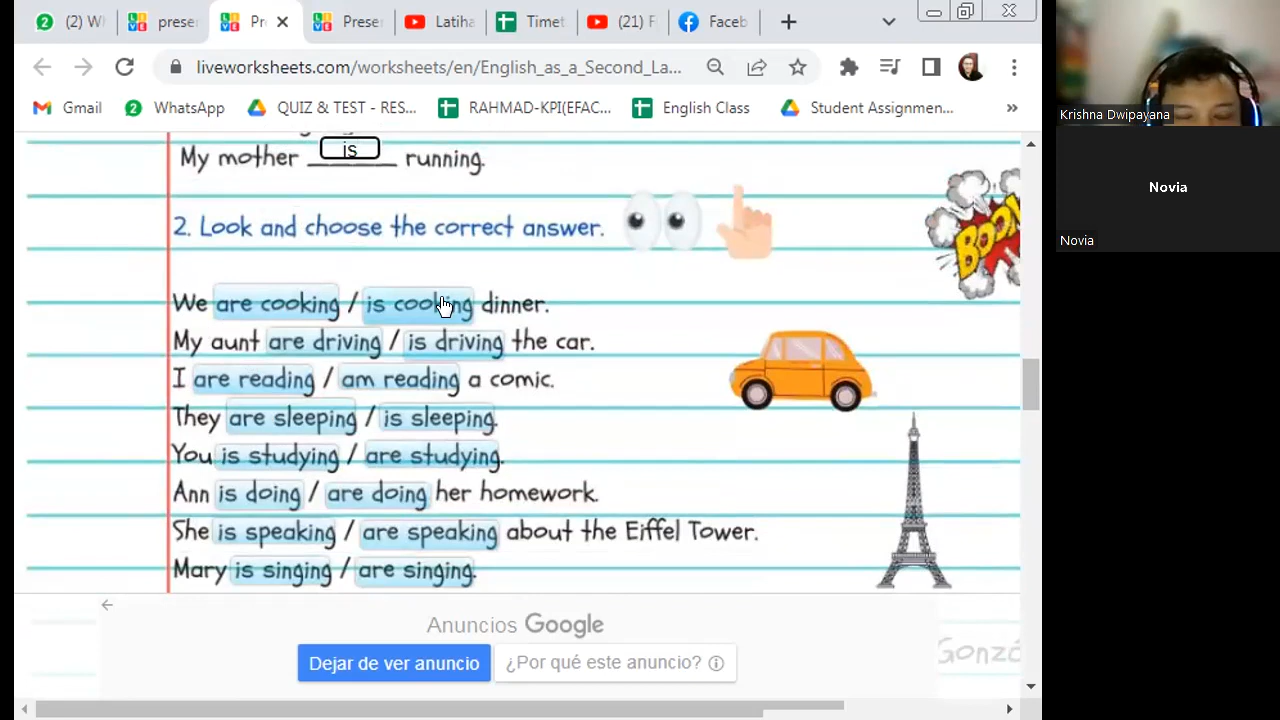 (2) W
presen
Pr
Prese
Latiha
Timet
(21) F
Faceb
liveworksheets.com/worksheets/en/English_as_a_Second_La...
Gmail
WhatsApp
QUIZ & TEST - RES...
RAHMAD-KPI(EFAC...
English Class
Student Assignmen...
My mother is running.
2. Look and choose the correct answer.
BOOM
We are cooking / is cooking dinner.
My aunt are driving / is driving the car.
I are reading / am reading a comic.
They are sleeping / is sleeping.
You is studying / are studying.
Ann is doing / are doing her homework.
She is speaking / are speaking about the Eiffel Tower.
Mary is singing / are singing.
Anuncios Google
Dejar de ver anuncio
¿Por qué este anuncio?
Gonzá
Krishna Dwipayana
Novia
Novia